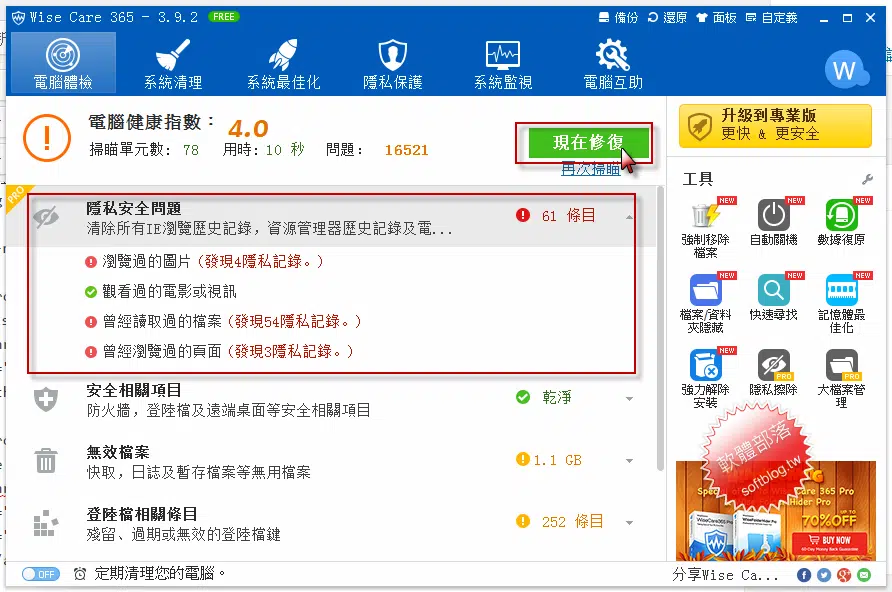 Wise Care 365 - 3.9.2 FREE
備份 還原 面板 自定義
電腦體檢 系統清理 系統最佳化 隱私保護 系統監視 電腦互助
W
電腦健康指數： 4.0
掃瞄單元數: 78 用時: 10 秒 問題: 16521
現在修復
再次掃瞄
升级到專業版
更快 & 更安全
PRO
隱私安全問題
清除所有IE瀏覽歷史記錄，資源管理器歷史記錄及電...
61 條目
瀏覽過的圖片 (發現4隱私記錄。)
觀看過的電影或視訊
曾經讀取過的檔案 (發現54隱私記錄。)
曾經瀏覽過的頁面 (發現3隱私記錄。)
安全相關項目
防火牆，登陸檔及遠端桌面等安全相關項目
乾淨
無效檔案
快取，日誌及暫存檔案等無用檔案
1.1 GB
登陸檔相關條目
殘留、過期或無效的登陸檔鍵
252 條目
工具
NEW NEW NEW
強制移除檔案 自動關機 數據復原
NEW NEW NEW
檔案/資料夾隱藏 快速尋找 記憶體最佳化
NEW PRO PRO
強力解除安裝 隱私擦除 大檔案管理
軟體部落
softblog.tw
Care 365 Pro
Hider Pro
WiseCare365
UP TO
70%OFF
BUY NOW
60-Day Money Back Guarantee
OFF 定期清理您的電腦。
分享Wise Ca...